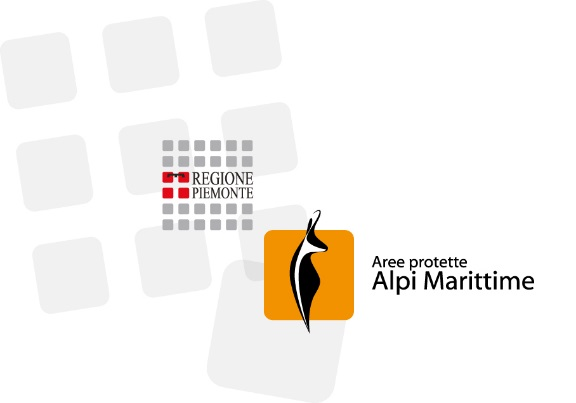 REGIONE
PIEMONTE
Aree protette
Alpi Marittime